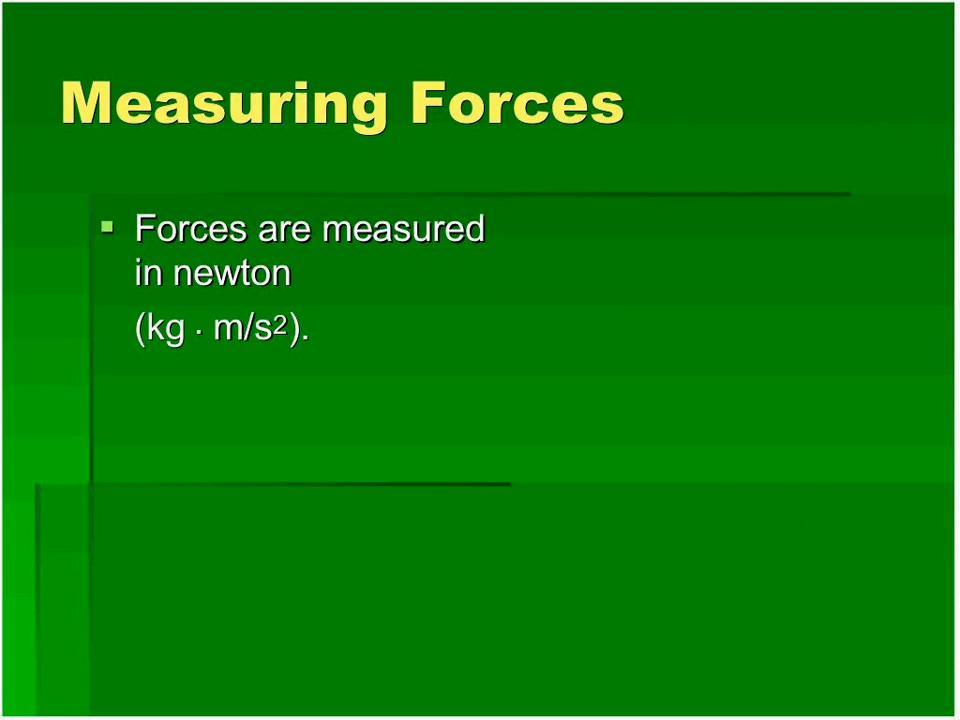 Measuring Forces
▪ Forces are measured
in newton
(kg · m/s²).